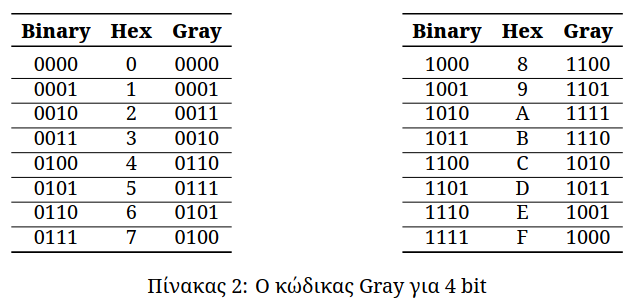 Binary Hex Gray
0000 0 0000
0001 1 0001
0010 2 0011
0011 3 0010
0100 4 0110
0101 5 0111
0110 6 0101
0111 7 0100
Binary Hex Gray
1000 8 1100
1001 9 1101
1010 A 1111
1011 B 1110
1100 C 1010
1101 D 1011
1110 E 1001
1111 F 1000
Πίνακας 2: Ο κώδικας Gray για 4 bit